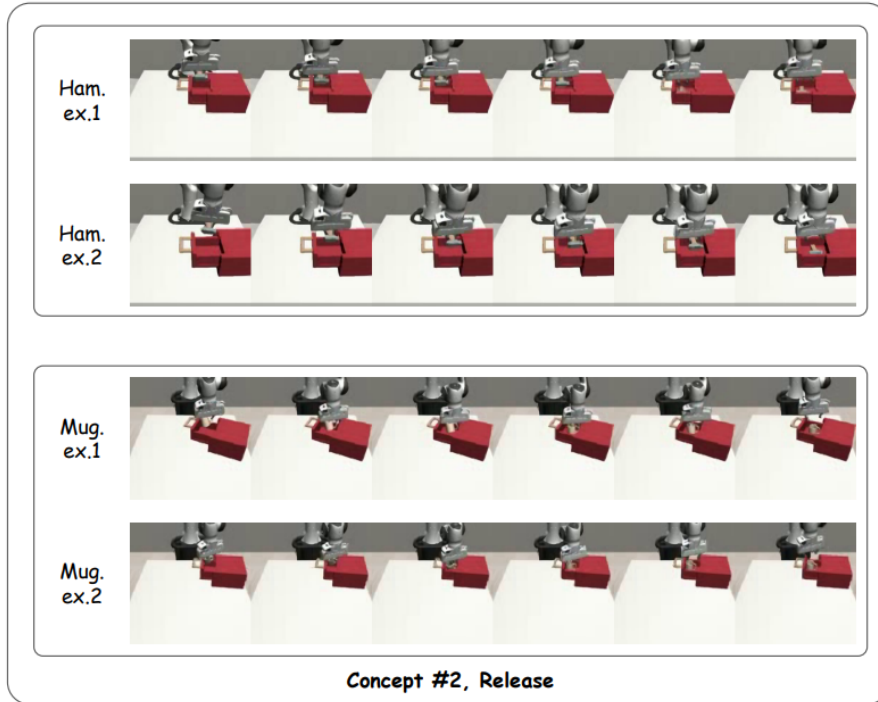 Ham.
ex.1
Ham.
ex.2
Mug.
ex.1
Mug.
ex.2
Concept #2, Release